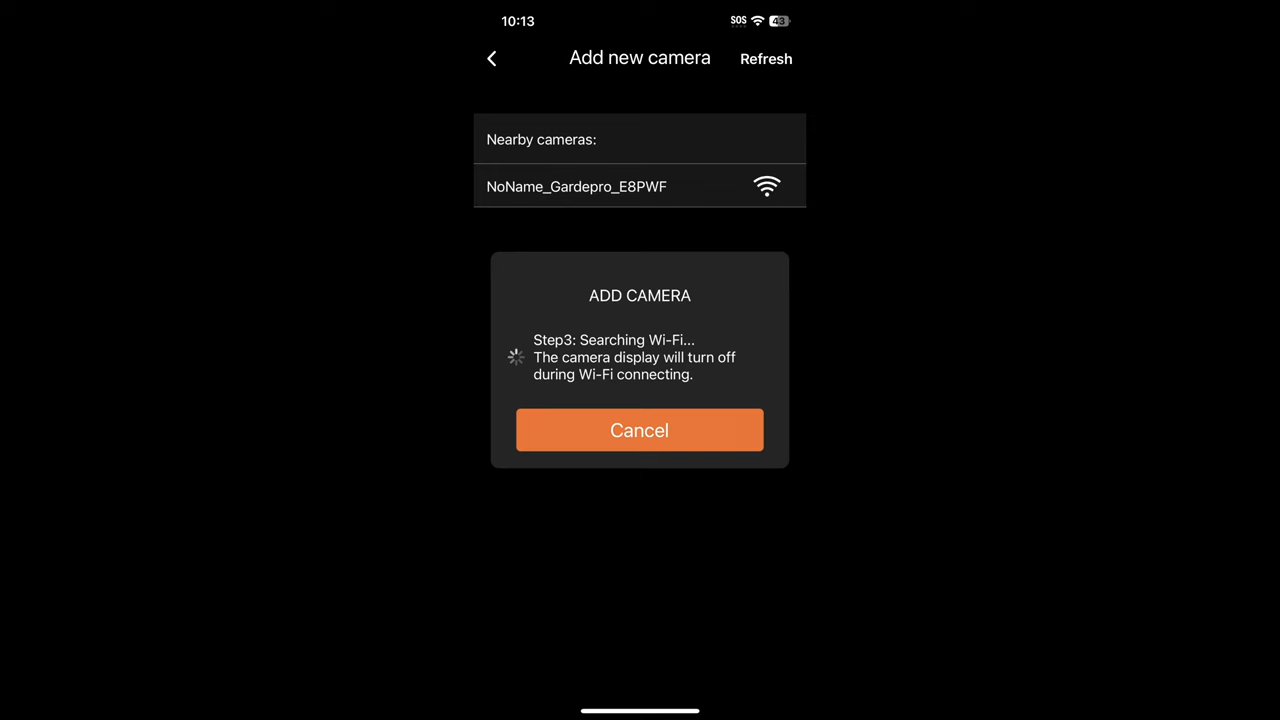 10:13
SOS
43
Add new camera
Refresh
Nearby cameras:
NoName_Gardepro_E8PWF
ADD CAMERA
Step3: Searching Wi-Fi...
The camera display will turn off
during Wi-Fi connecting.
Cancel